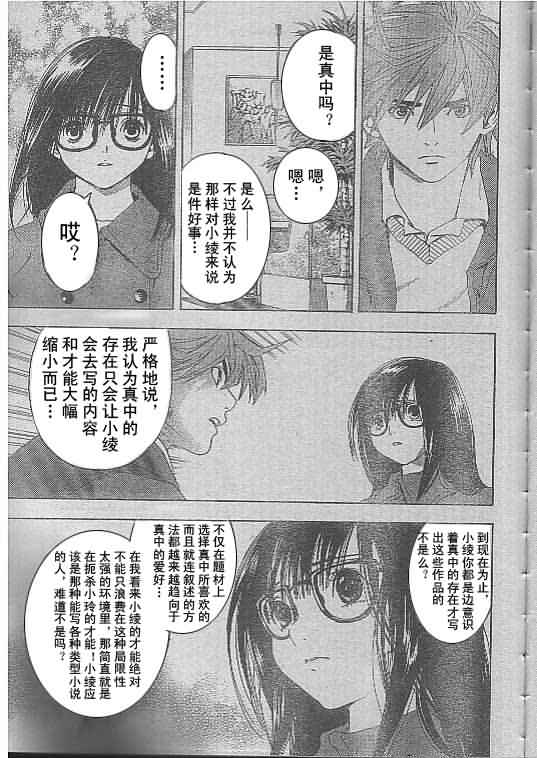 是真中吗？
嗯，
嗯…
是么——
不过我并不认为
那样对小绫来说
是件好事…
……
哎？
严格地说，
我认为真中的
存在只会让小绫
会去写的内容
和才能大幅
缩小而已…
到现在为止，
小绫你都是边意识
着真中的存在才写
出这些作品的
不是么？
不仅在题材上
选择真中所喜欢的
而且就连叙述的方
法都越来越趋向于
真中的爱好…
在我看来小绫的才能绝对
不能只浪费在这种局限性
太强的环境里，那简直就是
在扼杀小玲的才能！小绫应
该是那种能写各种类型小说
的人，难道不是吗？